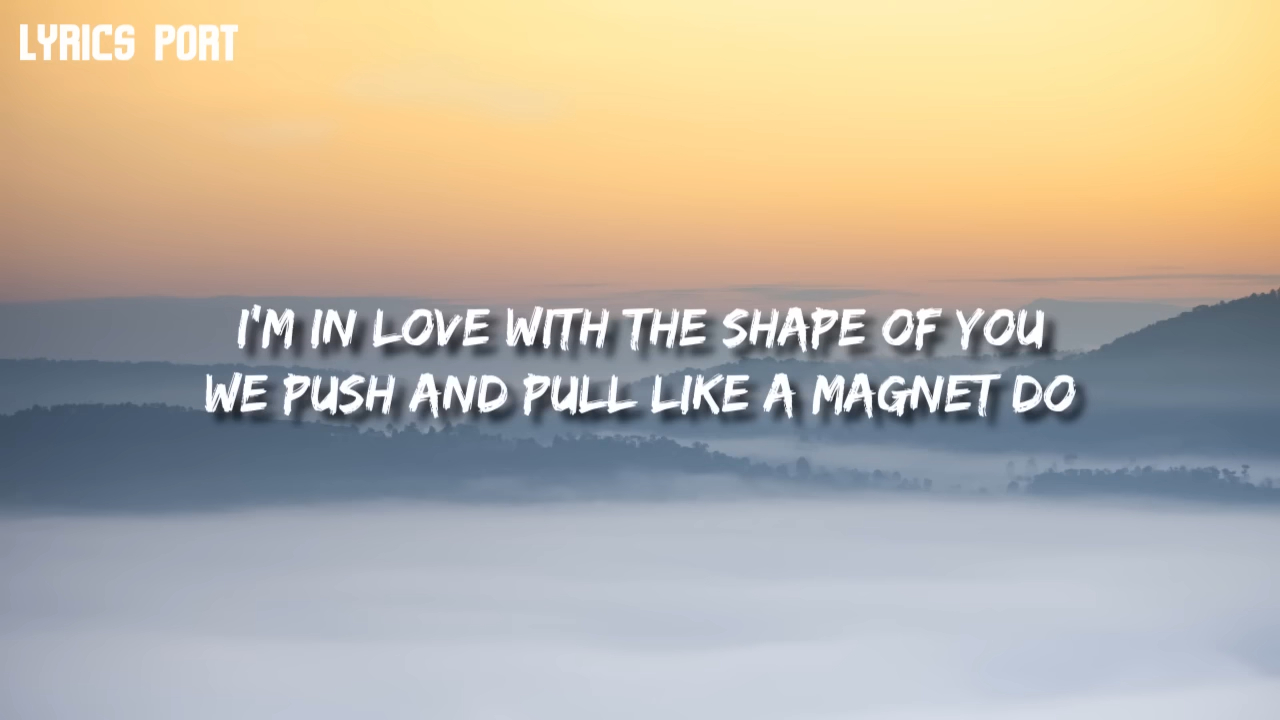 LYRICS PORT
I'M IN LOVE WITH THE SHAPE OF YOU
WE PUSH AND PULL LIKE A MAGNET DO